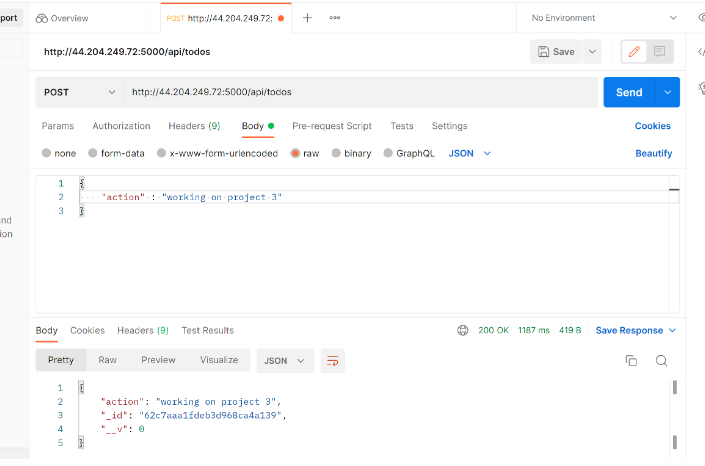 port
Overview
POST http://44.204.249.72:
No Environment
http://44.204.249.72:5000/api/todos
Save
POST
http://44.204.249.72:5000/api/todos
Send
Params Authorization Headers (9) Body Pre-request Script Tests Settings Cookies
none form-data x-www-form-urlencoded raw binary GraphQL JSON Beautify
1 {
2 "action" : "working on project 3"
3 }
and
ion
Body Cookies Headers (9) Test Results 200 OK 1187 ms 419 B Save Response
Pretty Raw Preview Visualize JSON
1 {
2 "action": "working on project 3",
3 "_id": "62c7aaa1fdeb3d968ca4a139",
4 "__v": 0
5 }